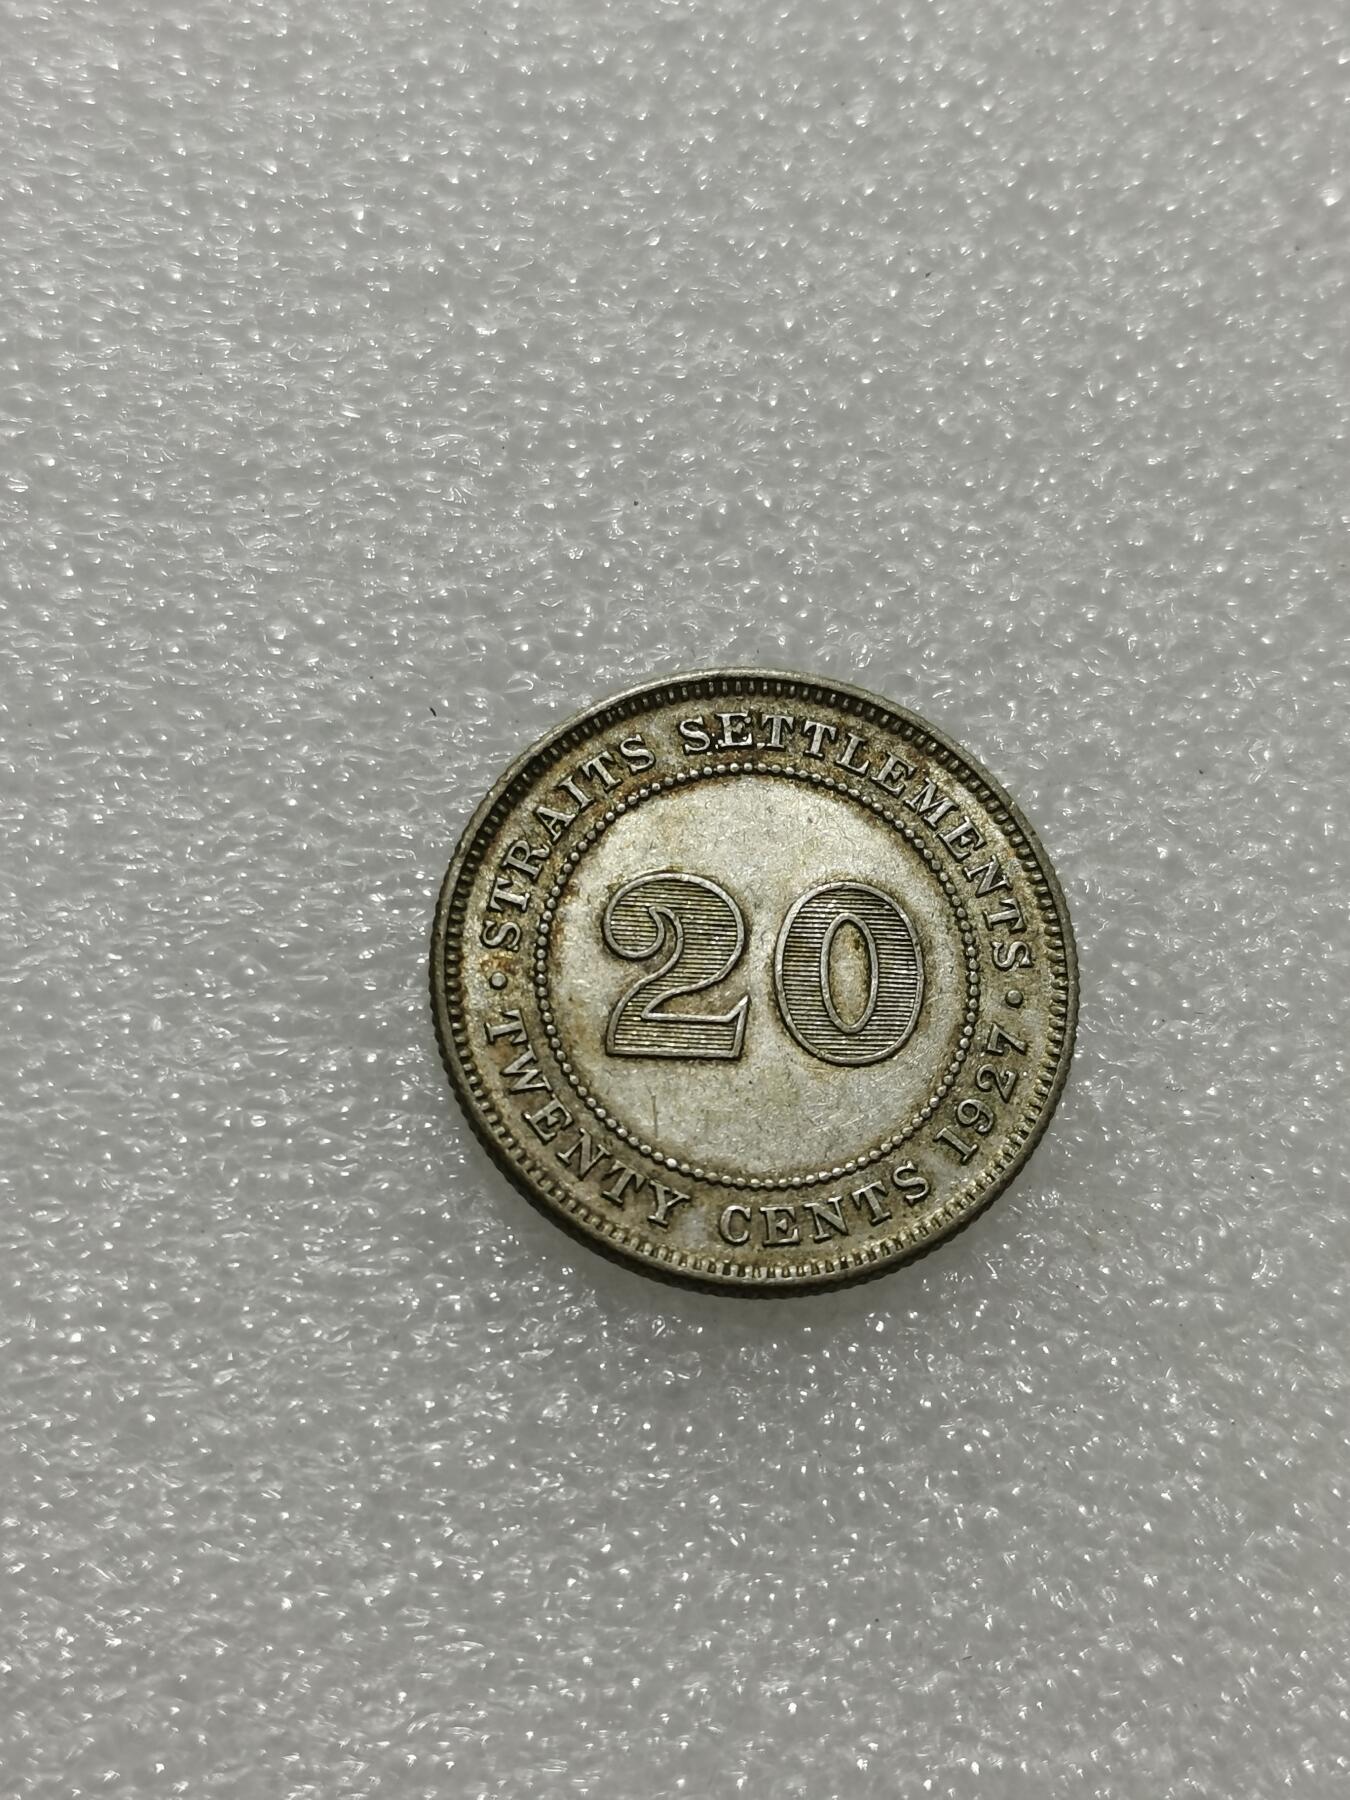 · STRAITS SETTLEMENTS ·
TWENTY CENTS 1927
20